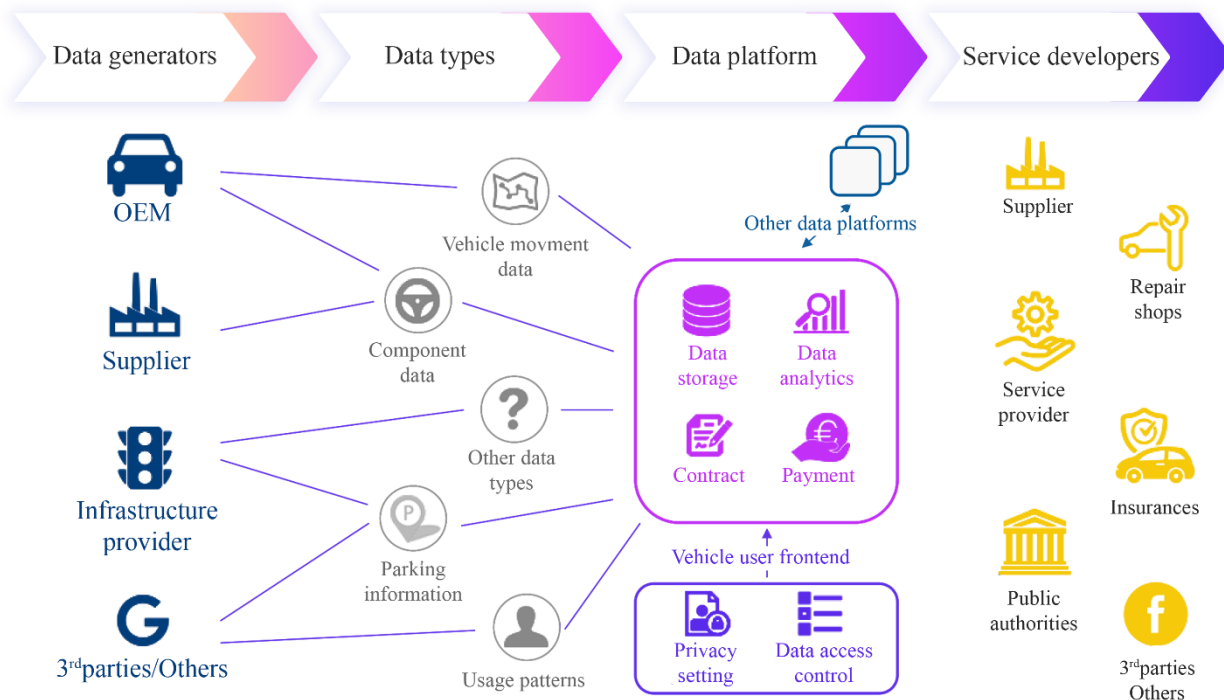 Data generators
Data types
Data platform
Service developers
OEM
Supplier
Infrastructure
provider
3rdparties/Others
Vehicle movment
data
Component
data
?
Other data
types
P
Parking
information
Usage patterns
Other data platforms
Data
storage
Data
analytics
Contract
€
Payment
Vehicle user frontend
Privacy
setting
Data access
control
Supplier
Repair
shops
Service
provider
Insurances
Public
authorities
f
3rdparties
Others
G